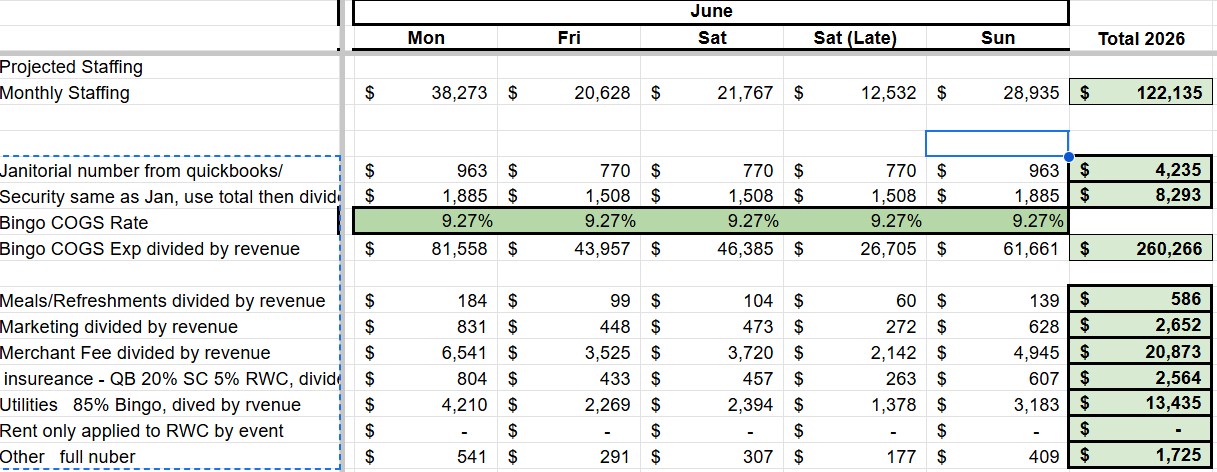 June
Mon Fri Sat Sat (Late) Sun Total 2026
Projected Staffing
Monthly Staffing $ 38,273 $ 20,628 $ 21,767 $ 12,532 $ 28,935 $ 122,135
Janitorial number from quickbooks/ $ 963 $ 770 $ 770 $ 770 $ 963 $ 4,235
Security same as Jan, use total then divid $ 1,885 $ 1,508 $ 1,508 $ 1,508 $ 1,885 $ 8,293
Bingo COGS Rate 9.27% 9.27% 9.27% 9.27% 9.27%
Bingo COGS Exp divided by revenue $ 81,558 $ 43,957 $ 46,385 $ 26,705 $ 61,661 $ 260,266
Meals/Refreshments divided by revenue $ 184 $ 99 $ 104 $ 60 $ 139 $ 586
Marketing divided by revenue $ 831 $ 448 $ 473 $ 272 $ 628 $ 2,652
Merchant Fee divided by revenue $ 6,541 $ 3,525 $ 3,720 $ 2,142 $ 4,945 $ 20,873
insureance - QB 20% SC 5% RWC, divide $ 804 $ 433 $ 457 $ 263 $ 607 $ 2,564
Utilities 85% Bingo, dived by rvenue $ 4,210 $ 2,269 $ 2,394 $ 1,378 $ 3,183 $ 13,435
Rent only applied to RWC by event $ - $ - $ - $ - $ - $ -
Other full nuber $ 541 $ 291 $ 307 $ 177 $ 409 $ 1,725